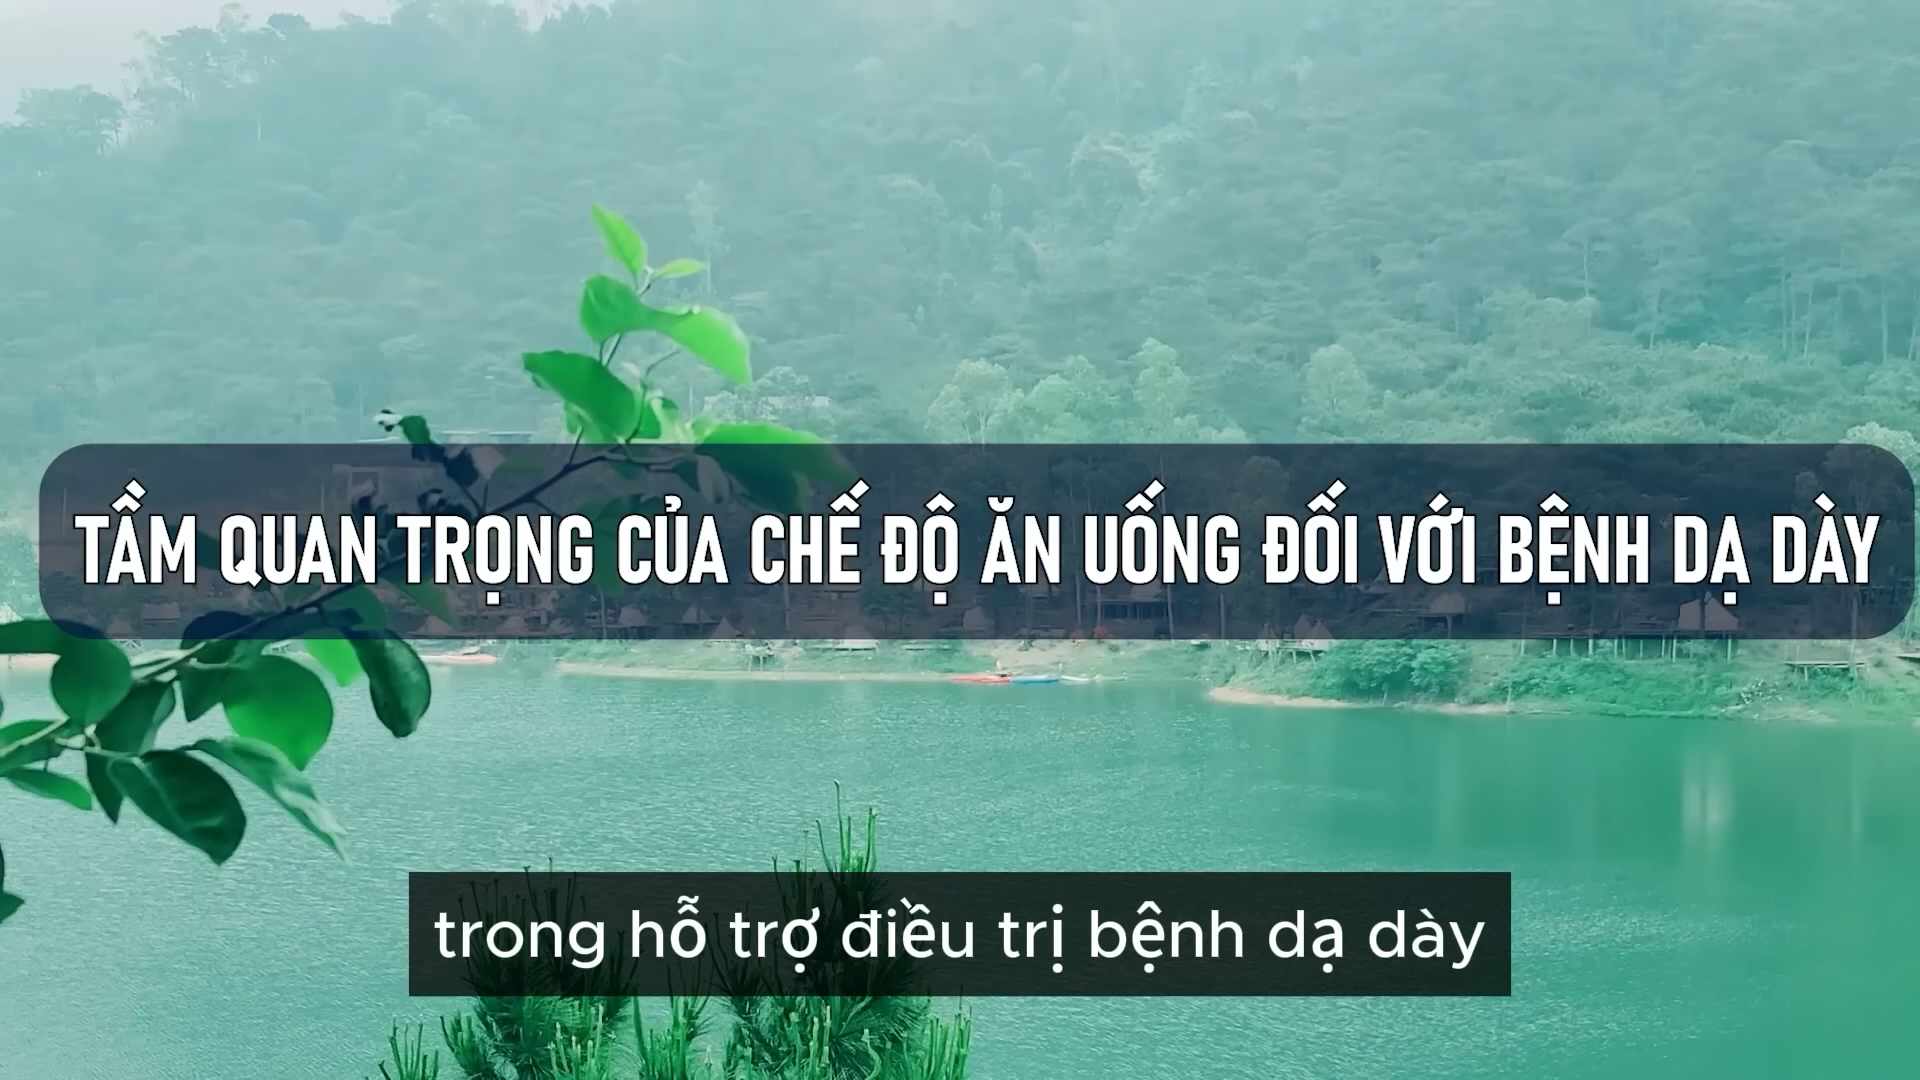 TẦM QUAN TRỌNG CỦA CHẾ ĐỘ ĂN UỐNG ĐỐI VỚI BỆNH DẠ DÀY
trong hỗ trợ điều trị bệnh dạ dày